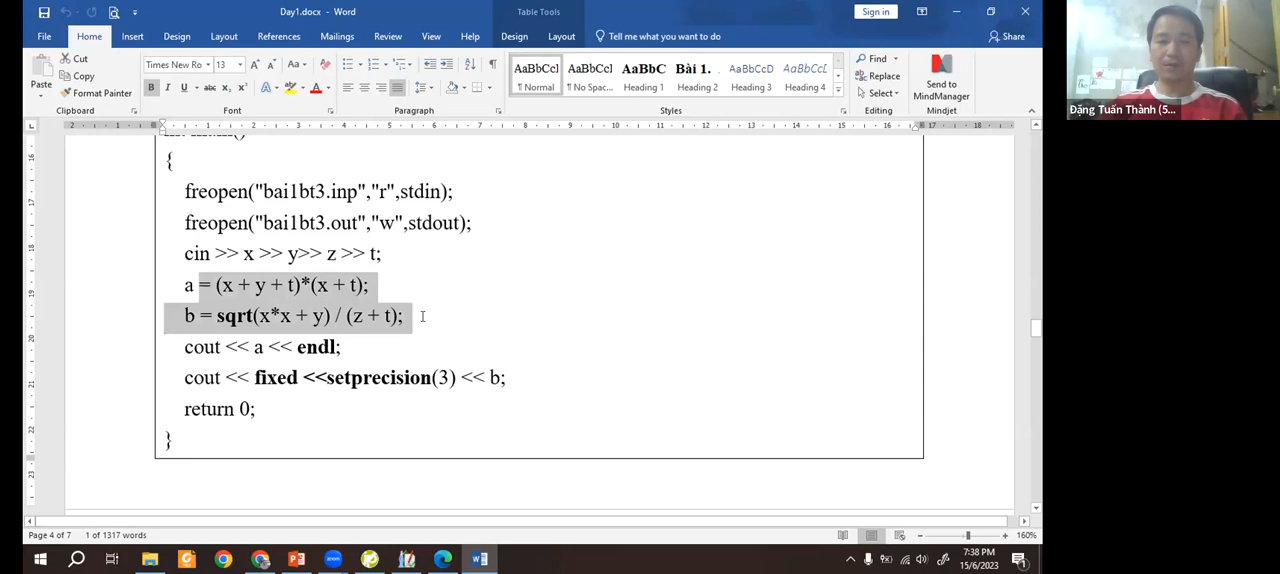 Day1.docx - Word
Table Tools
Sign in
File
Home
Insert
Design
Layout
References
Mailings
Review
View
Help
Design
Layout
Tell me what you want to do
Share
Paste
Cut
Copy
Format Painter
Clipboard
Times New Ro
13
Font
Paragraph
AaBbCcI
¶ Normal
AaBbCcI
¶ No Spac...
AaBbC
Heading 1
Bài 1.
Heading 2
AaBbCcD
Heading 3
AaBbCcD
Heading 4
Styles
Find
Replace
Select
Editing
Send to
MindManager
Mindjet
Đặng Tuấn Thành (5...
{
freopen("bai1bt3.inp","r",stdin);
freopen("bai1bt3.out","w",stdout);
cin >> x >> y>> z >> t;
a = (x + y + t)*(x + t);
b = sqrt(x*x + y) / (z + t);
cout << a << endl;
cout << fixed <<setprecision(3) << b;
return 0;
}
Page 4 of 7
1 of 1317 words
160%
7:38 PM
15/6/2023